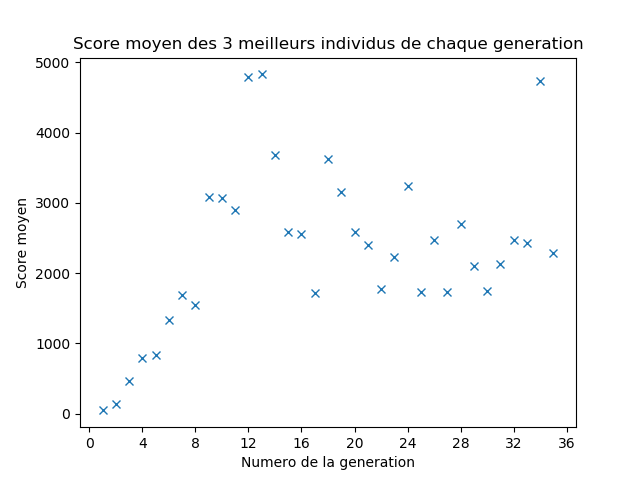 Score moyen des 3 meilleurs individus de chaque generation
5000
4000
3000
2000
1000
0
Score moyen
0 4 8 12 16 20 24 28 32 36
Numero de la generation